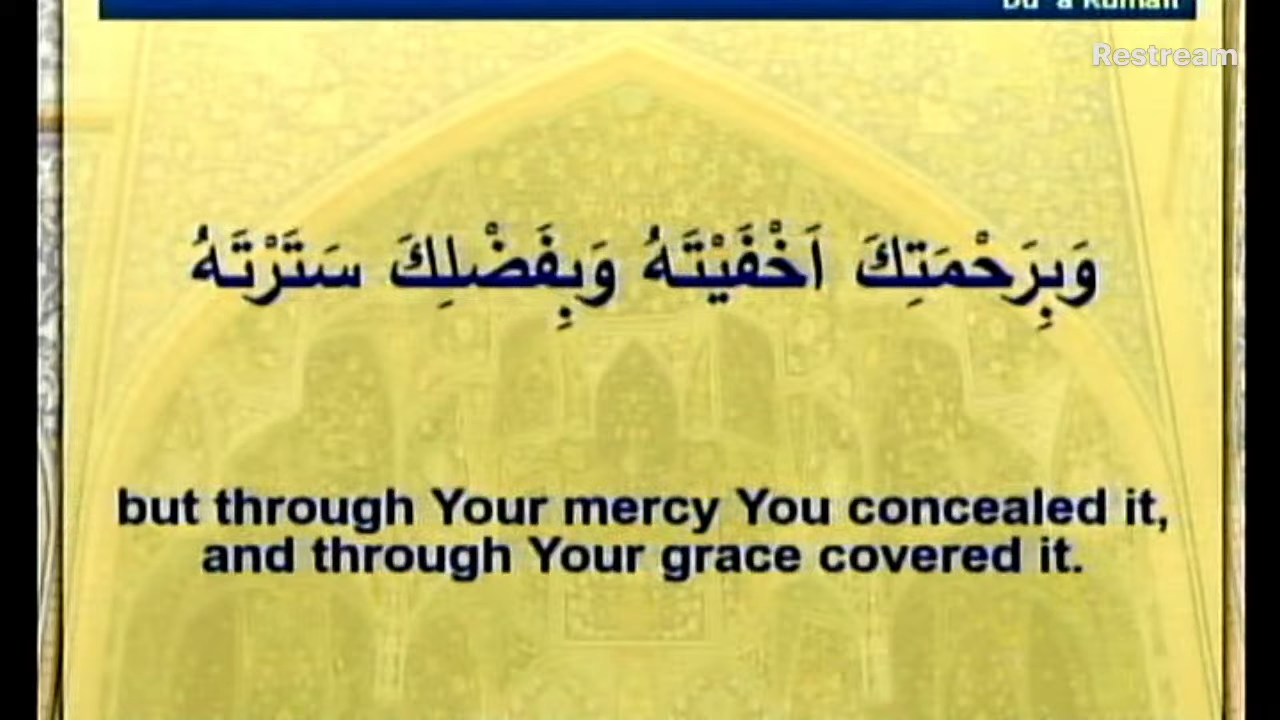 Restream
وَبِرَحْمَتِكَ اَخْفَيْتَهُ وَبِفَضْلِكَ سَتَرْتَهُ
but through Your mercy You concealed it,
and through Your grace covered it.